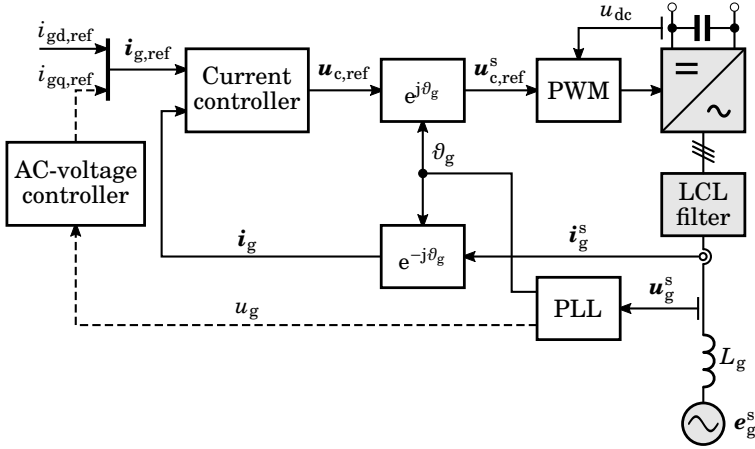 u_dc
i_gd,ref
i_g,ref
i_gq,ref
Current
controller
u_c,ref
e^jϑ_g
u^s_c,ref
PWM
=
~
ϑ_g
AC-voltage
controller
LCL
filter
i_g
e^−jϑ_g
i^s_g
u_g
PLL
u^s_g
L_g
e^s_g